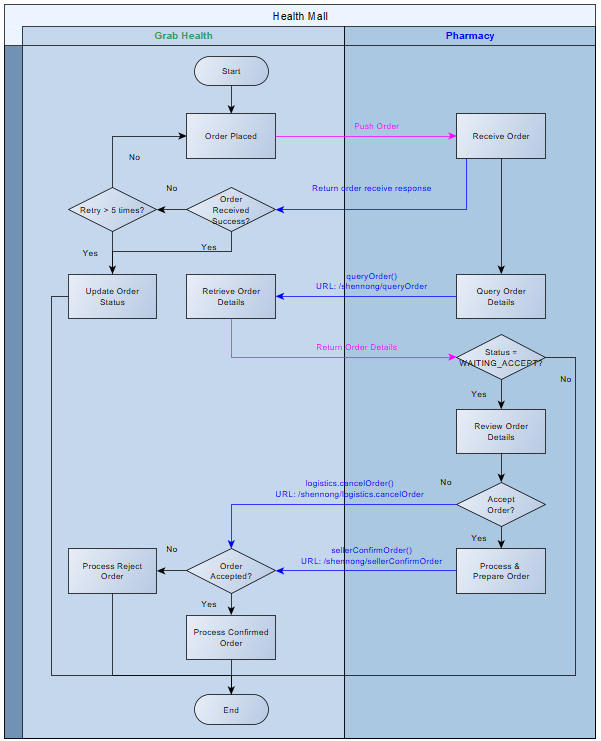 Health Mall
Grab Health
Pharmacy
Start
Order Placed
Push Order
Receive Order
No
Return order receive response
No
Order
Received
Success?
Retry > 5 times?
Yes
Yes
Update Order
Status
Retrieve Order
Details
queryOrder()
URL: /shennong/queryOrder
Query Order
Details
Return Order Details
Status =
WAITING_ACCEPT?
No
Yes
Review Order
Details
No
logistics.cancelOrder()
URL: /shennong/logistics.cancelOrder
Accept
Order?
Yes
sellerConfirmOrder()
URL: /shennong/sellerConfirmOrder
Process &
Prepare Order
No
Order
Accepted?
Process Reject
Order
Yes
Process Confirmed
Order
End